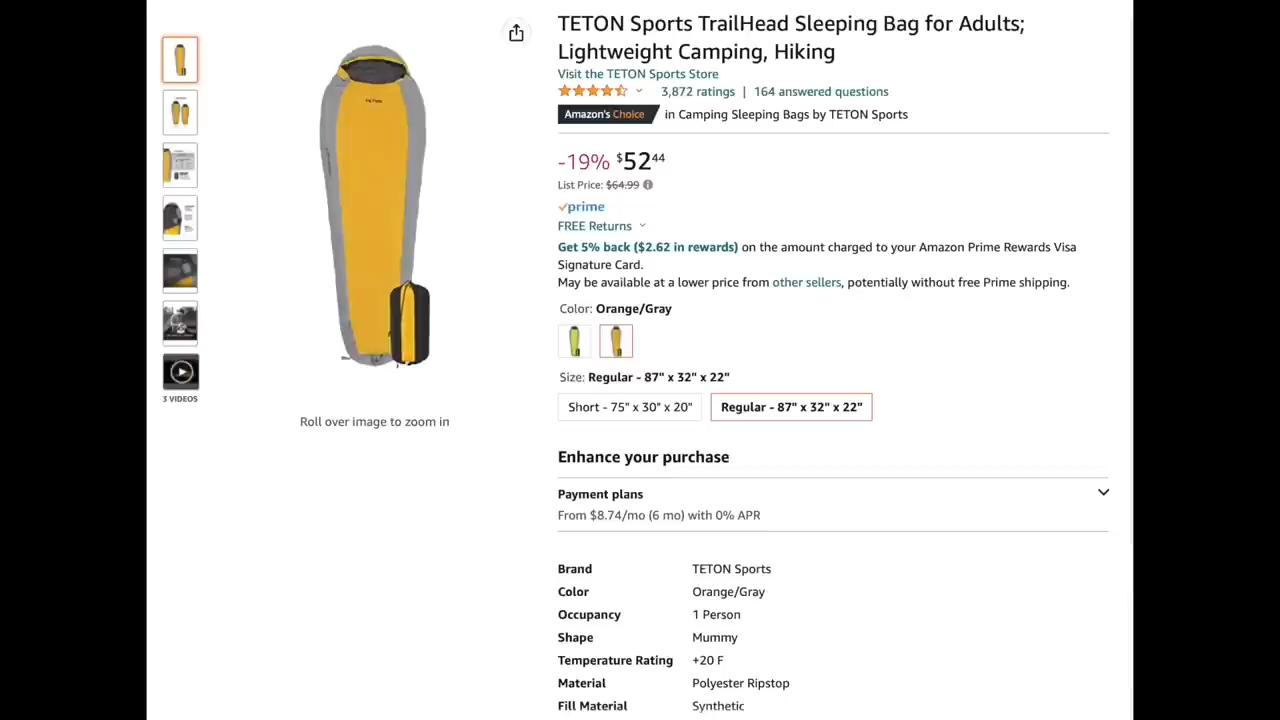 TETON Sports TrailHead Sleeping Bag for Adults;
Lightweight Camping, Hiking
Visit the TETON Sports Store
3,872 ratings | 164 answered questions
Amazon's Choice in Camping Sleeping Bags by TETON Sports
-19% $52 44
List Price: $64.99
prime
FREE Returns
Get 5% back ($2.62 in rewards) on the amount charged to your Amazon Prime Rewards Visa
Signature Card.
May be available at a lower price from other sellers, potentially without free Prime shipping.
Color: Orange/Gray
Size: Regular - 87" x 32" x 22"
Short - 75" x 30" x 20" Regular - 87" x 32" x 22"
3 VIDEOS
Roll over image to zoom in
Enhance your purchase
Payment plans
From $8.74/mo (6 mo) with 0% APR
Brand TETON Sports
Color Orange/Gray
Occupancy 1 Person
Shape Mummy
Temperature Rating +20 F
Material Polyester Ripstop
Fill Material Synthetic